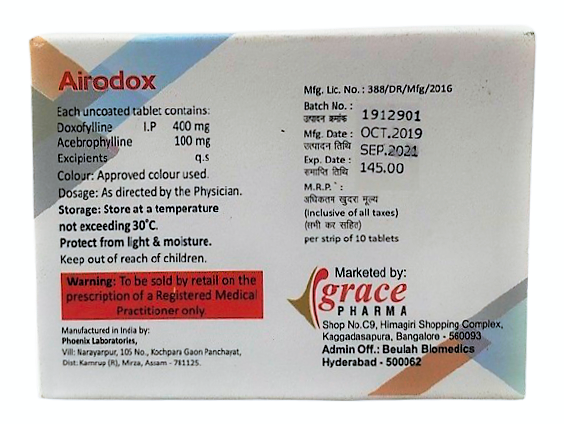 Airodox
Each uncoated tablet contains:
Doxofylline I.P 400 mg
Acebrophylline 100 mg
Excipients q.s
Colour: Approved colour used.
Dosage: As directed by the Physician.
Storage: Store at a temperature
not exceeding 30°C.
Protect from light & moisture.
Keep out of reach of children.
Warning: To be sold by retail on the
prescription of a Registered Medical
Practitioner only
Manufactured in India by:
Phoenix Laboratories,
Vill: Narayarpur, 105 No., Kochpara Gaon Panchayat,
Dist: Kamrup (R), Mirza, Assam - 781125.
Mfg. Lic. No. : 388/DR/Mfg/2016
Batch No. :
उत्पादन क्रमांक 1912901
Mfg. Date : OCT.2019
उत्पादन तिथि SEP.2021
Exp. Date :
समाप्ति तिथि 145.00
M.R.P. :
अधिकतम खुदरा मूल्य
(Inclusive of all taxes)
(सभी कर सहित)
per strip of 10 tablets
Marketed by:
grace
PHARMA
Shop No.C9, Himagiri Shopping Complex,
Kaggadasapura, Bangalore - 560093
Admin Off.: Beulah Biomedics
Hyderabad - 500062